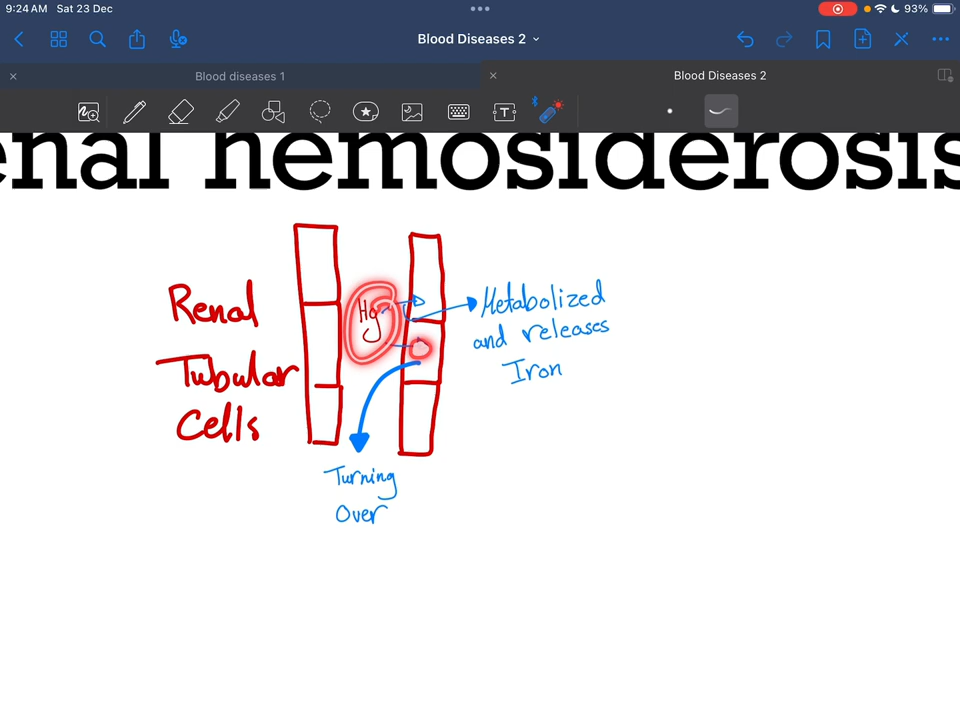 9:24 AM Sat 23 Dec
93%
Blood Diseases 2
Blood diseases 1
Blood Diseases 2
enal hemosiderosis
Renal
Tubular
Cells
Hg
Metabolized
and releases
Iron
Turning
Over